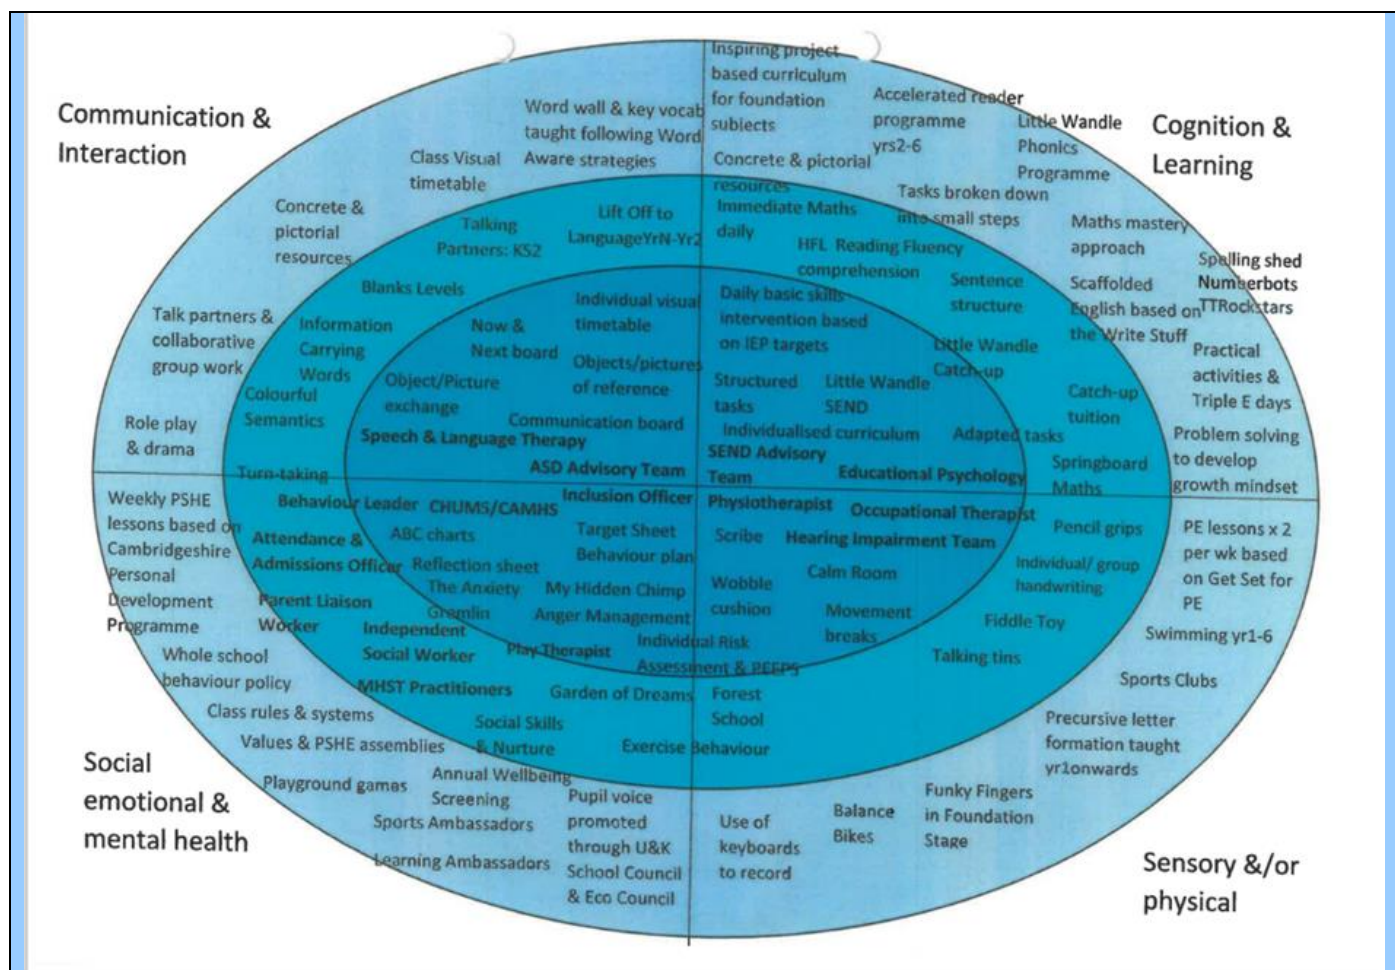 Communication &
Interaction
Word wall & key vocab
taught following Word
Aware strategies
Class Visual
timetable
Concrete &
pictorial
resources
Talk partners &
collaborative
group work
Role play
& drama
Lift Off to
LanguageYrN-Yr2
Talking
Partners: KS2
Blanks Levels
Information
Carrying
Words
Colourful
Semantics
Turn-taking
Individual visual
timetable
Now &
Next board
Objects/pictures
of reference
Object/Picture
exchange
Communication board
Speech & Language Therapy
ASD Advisory Team
Cognition &
Learning
Inspiring project
based curriculum
for foundation
subjects
Accelerated reader
programme
yrs2-6
Little Wandle
Phonics
Programme
Concrete & pictorial
resources
Tasks broken down
into small steps
Maths mastery
approach
Spelling shed
Numberbots
TTRockstars
Scaffolded
English based on
the Write Stuff
Practical
activities &
Triple E days
Problem solving
to develop
growth mindset
Immediate Maths
daily
HFL Reading Fluency
comprehension
Sentence
structure
Little Wandle
Catch-up
Catch-up
tuition
Springboard
Maths
Daily basic skills
intervention based
on IEP targets
Structured
tasks
Little Wandle
SEND
Individualised curriculum
Adapted tasks
SEND Advisory
Team
Educational Psychology
Social
emotional &
mental health
Weekly PSHE
lessons based on
Cambridgeshire
Personal
Development
Programme
Whole school
behaviour policy
Class rules & systems
Values & PSHE assemblies
Playground games
Annual Wellbeing
Screening
Sports Ambassadors
Learning Ambassadors
Pupil voice
promoted
through U&K
School Council
& Eco Council
Behaviour Leader
Attendance &
Admissions Officer
Parent Liaison
Worker
Independent
Social Worker
MHST Practitioners
Play Therapist
Garden of Dreams
Social Skills
& Nurture
Exercise Behaviour
Inclusion Officer
CHUMS/CAMHS
ABC charts
Target Sheet
Behaviour plan
Reflection sheet
The Anxiety
Gremlin
My Hidden Chimp
Anger Management
Individual Risk
Assessment & PEEPS
Sensory &/or
physical
Physiotherapist
Occupational Therapist
Scribe
Hearing Impairment Team
Calm Room
Wobble
cushion
Movement
breaks
Pencil grips
Individual/ group
handwriting
Fiddle Toy
Talking tins
Forest
School
PE lessons x 2
per wk based
on Get Set for
PE
Swimming yr1-6
Sports Clubs
Precursive letter
formation taught
yr1onwards
Funky Fingers
in Foundation
Stage
Balance
Bikes
Use of
keyboards
to record